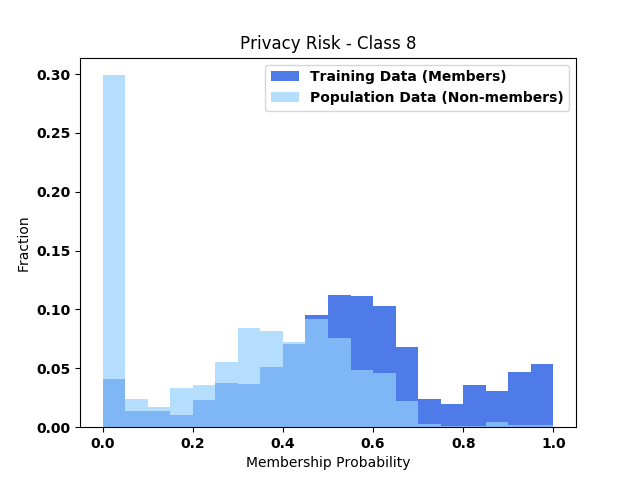 Privacy Risk - Class 8
Training Data (Members)
Population Data (Non-members)
0.30
0.25
0.20
0.15
0.10
0.05
0.00
Fraction
0.0 0.2 0.4 0.6 0.8 1.0
Membership Probability